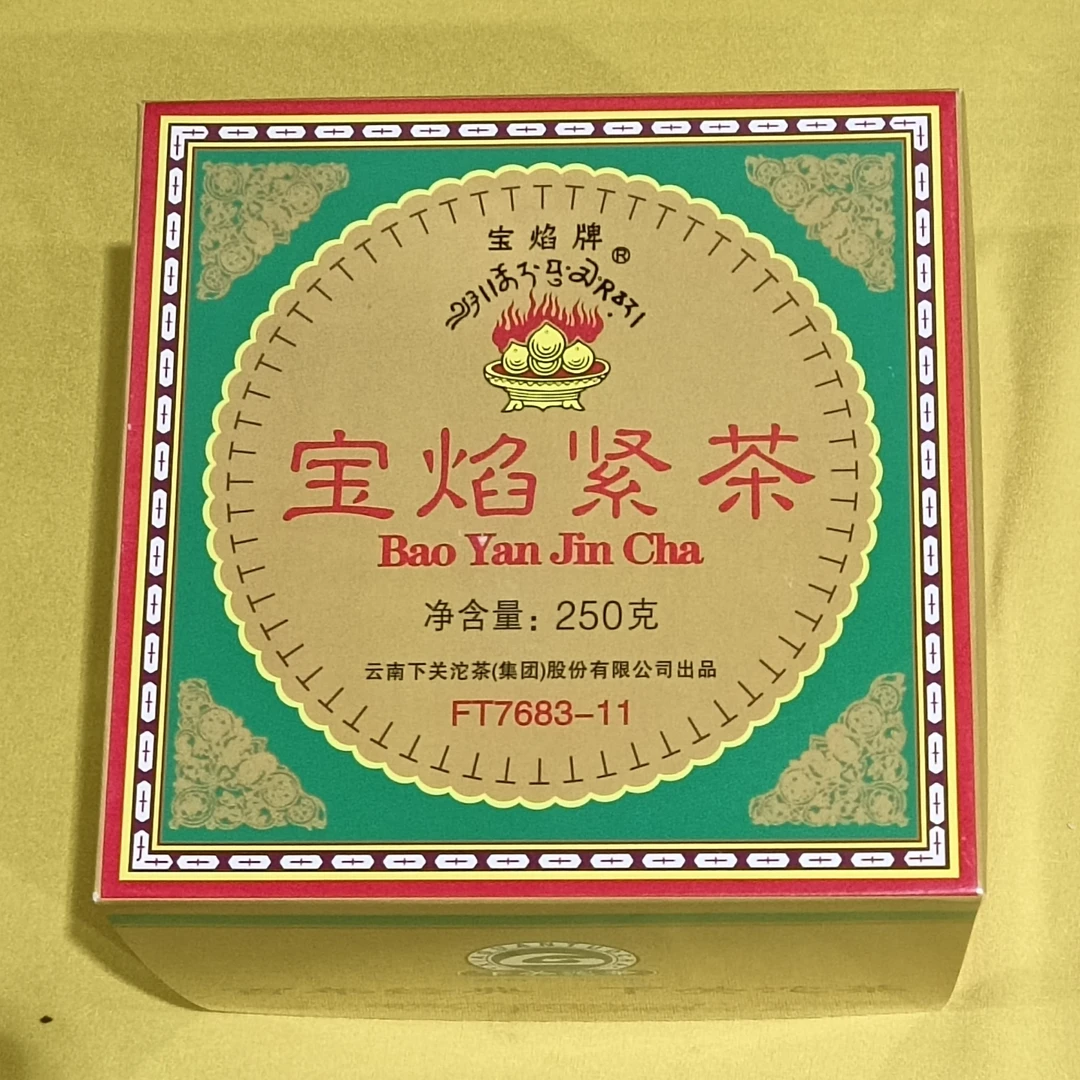 宝焰牌®
宝焰紧茶
Bao Yan Jin Cha
净含量：250克
云南下关沱茶(集团)股份有限公司出品
FT7683-11